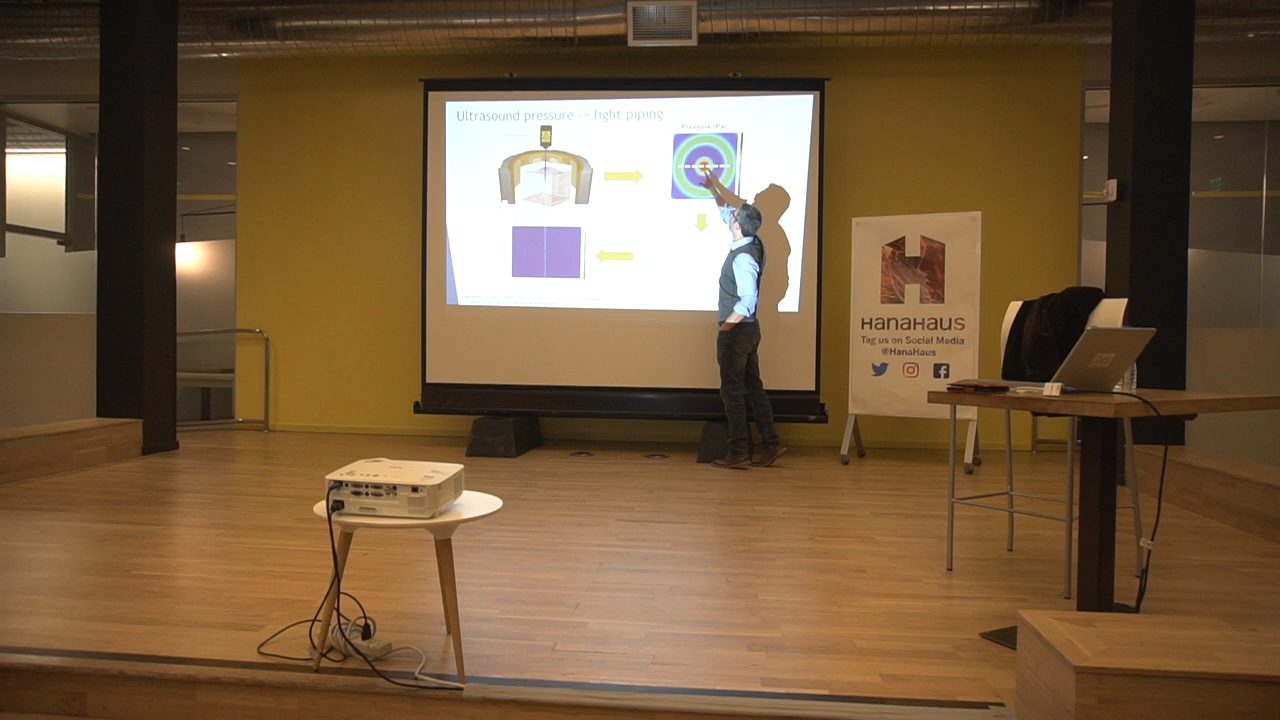 Ultrasound pressure -> light piping
Pressure (Pa)
H
HANAHAUS
Tag us on Social Media
@HanaHaus